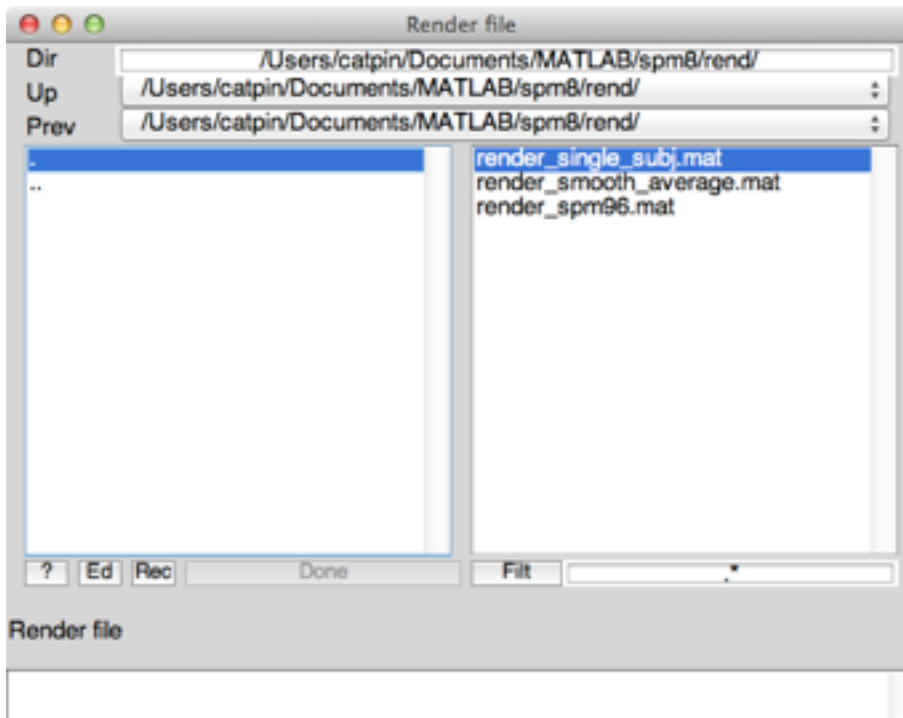 Render file
Dir /Users/catpin/Documents/MATLAB/spm8/rend/
Up /Users/catpin/Documents/MATLAB/spm8/rend/
Prev /Users/catpin/Documents/MATLAB/spm8/rend/
.
..
render_single_subj.mat
render_smooth_average.mat
render_spm96.mat
? Ed Rec Done Filt .*
Render file